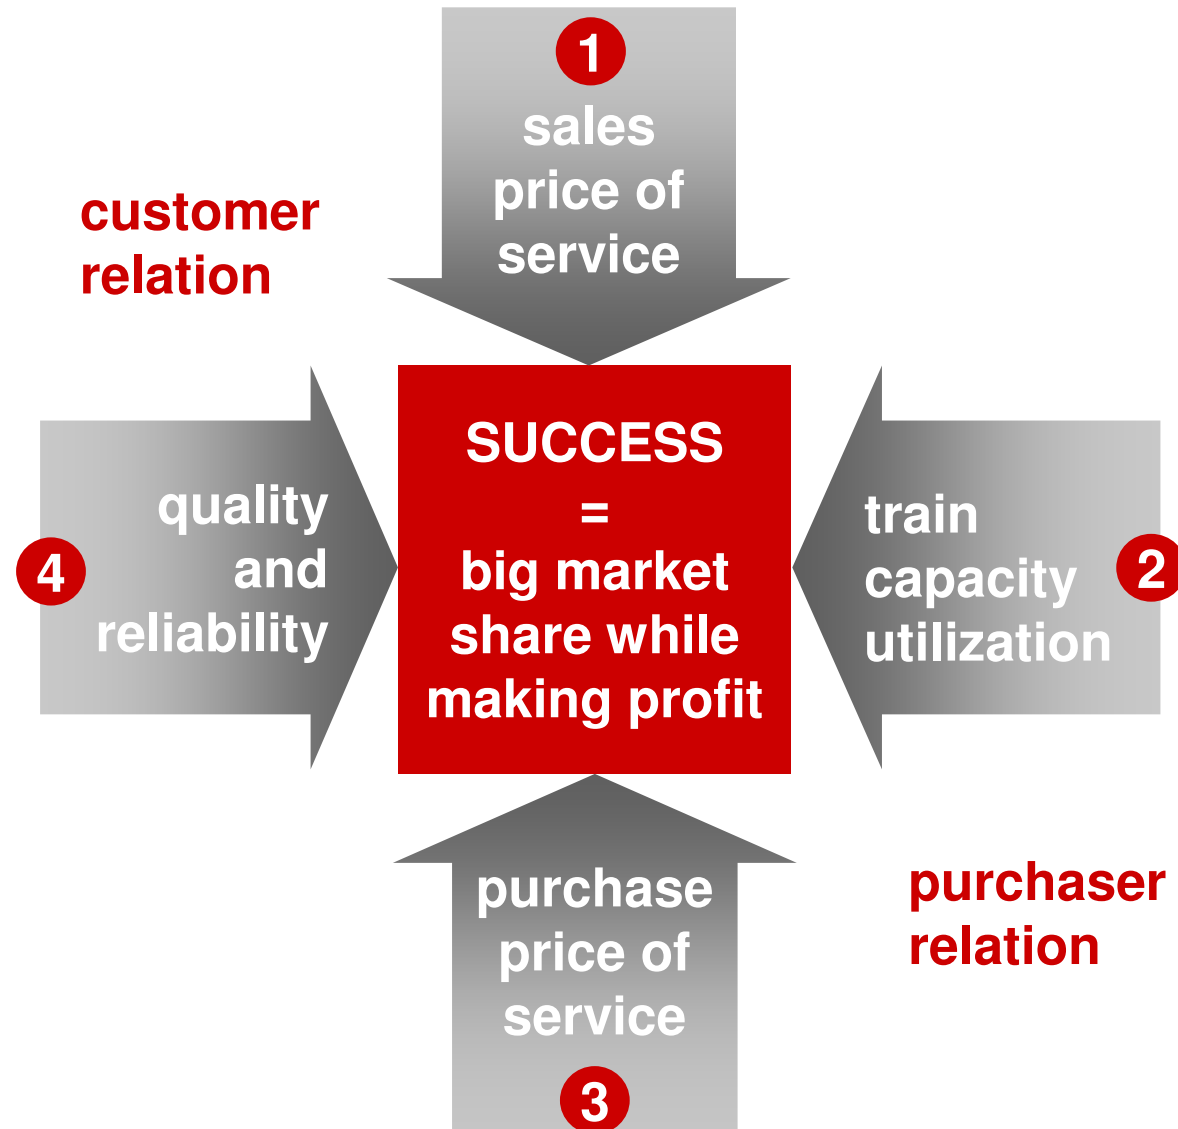 1
sales
price of
service
customer
relation
SUCCESS
=
big market
share while
making profit
4
quality
and
reliability
train
capacity
utilization
2
purchase
price of
service
3
purchaser
relation